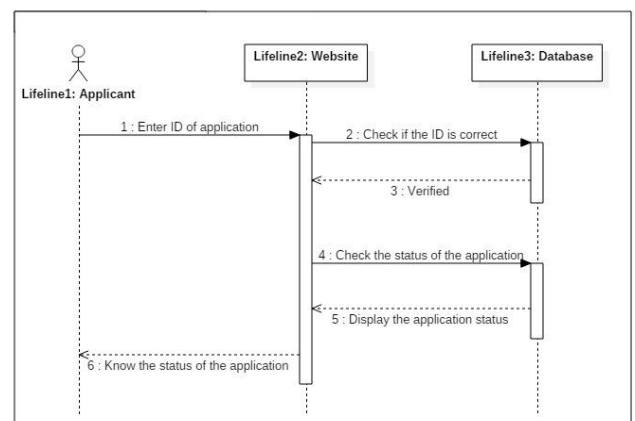 Lifeline2: Website
Lifeline3: Database
Lifeline1: Applicant
1 : Enter ID of application
2 : Check if the ID is correct
3 : Verified
4 : Check the status of the application
5 : Display the application status
6 : Know the status of the application